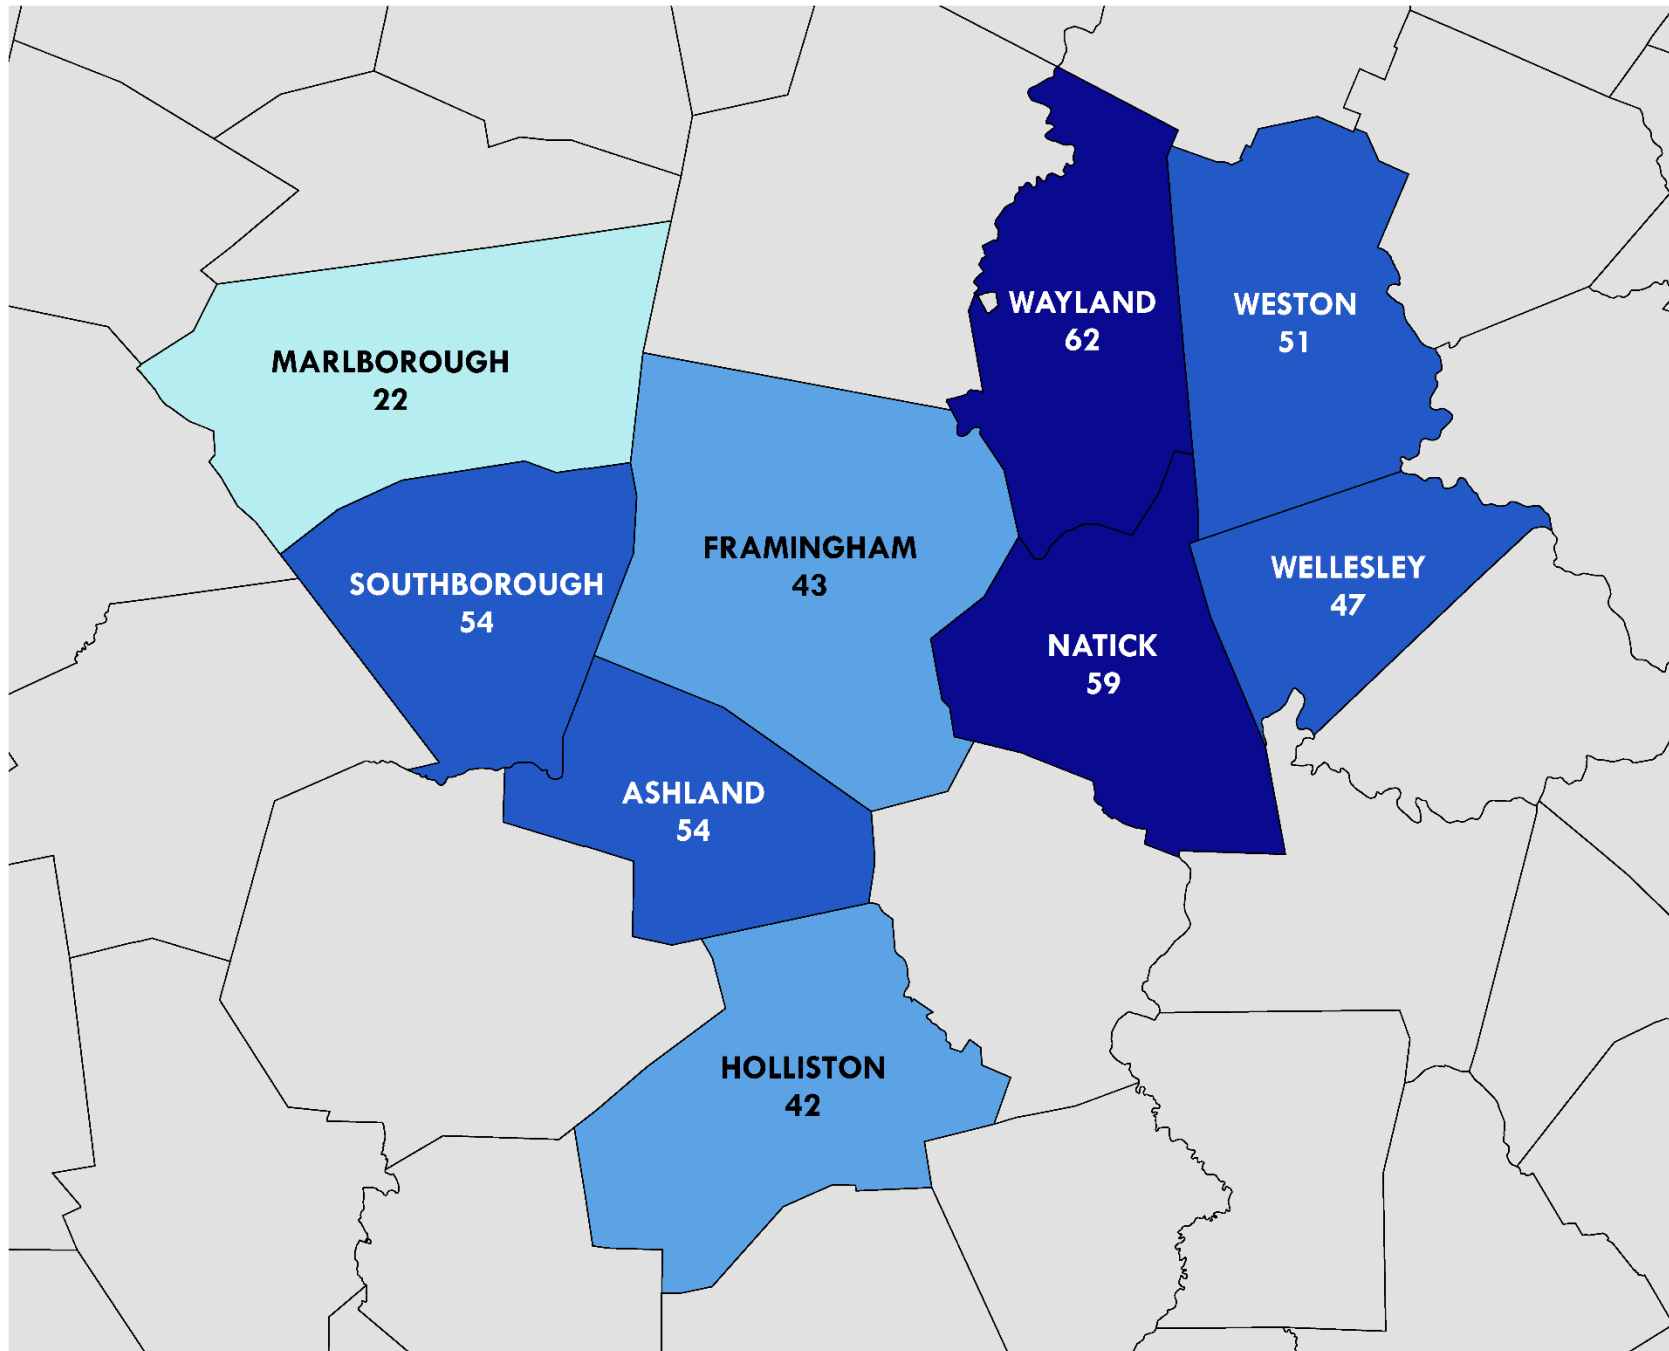 WAYLAND
62
WESTON
51
MARLBOROUGH
22
FRAMINGHAM
43
SOUTHBOROUGH
54
WELLESLEY
47
NATICK
59
ASHLAND
54
HOLLISTON
42